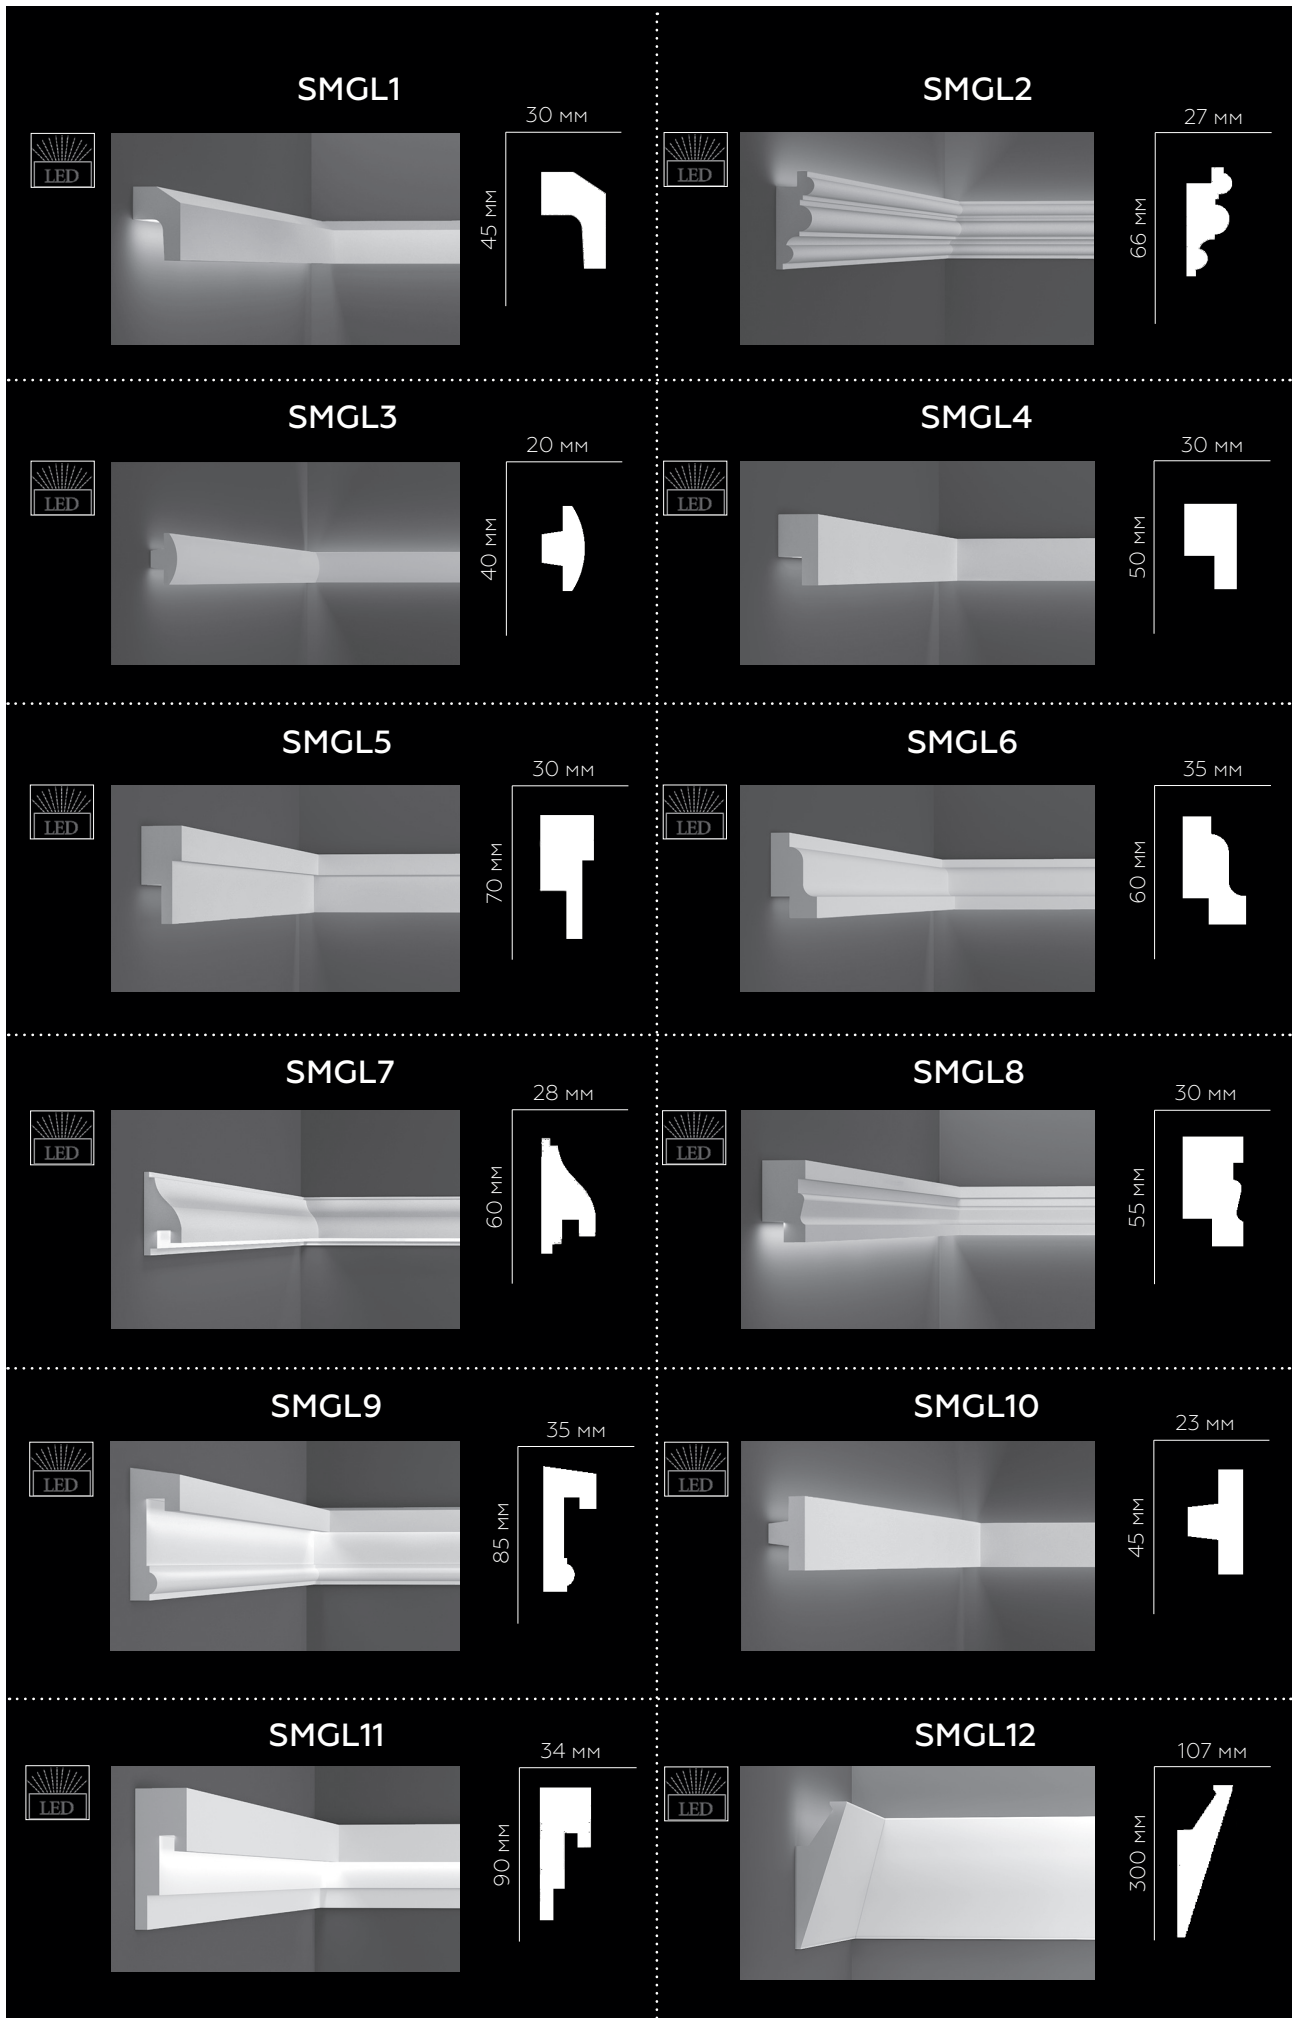 SMGL1
30 мм
LED
45 мм
SMGL2
27 мм
LED
66 мм
SMGL3
20 мм
LED
40 мм
SMGL4
30 мм
LED
50 мм
SMGL5
30 мм
LED
70 мм
SMGL6
35 мм
LED
60 мм
SMGL7
28 мм
LED
60 мм
SMGL8
30 мм
LED
55 мм
SMGL9
35 мм
LED
85 мм
SMGL10
23 мм
LED
45 мм
SMGL11
34 мм
LED
90 мм
SMGL12
107 мм
LED
300 мм